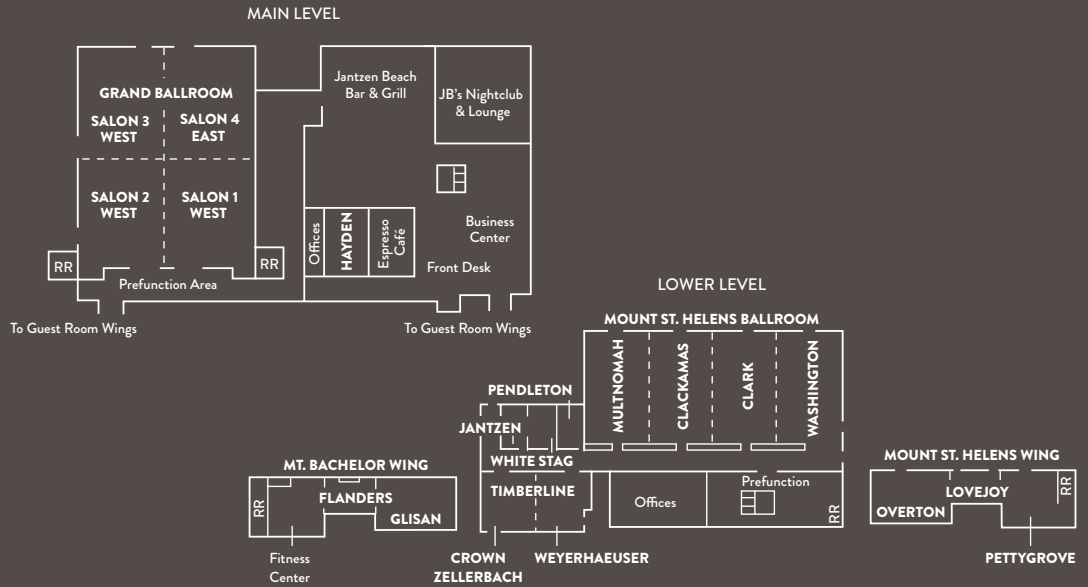 MAIN LEVEL
GRAND BALLROOM
SALON 3
WEST
SALON 4
EAST
SALON 2
WEST
SALON 1
WEST
RR
RR
Prefunction Area
To Guest Room Wings
Jantzen Beach
Bar & Grill
JB's Nightclub
& Lounge
Offices
HAYDEN
Espresso
Café
Business
Center
Front Desk
To Guest Room Wings
LOWER LEVEL
MOUNT ST. HELENS BALLROOM
MULTNOMAH
CLACKAMAS
CLARK
WASHINGTON
PENDLETON
JANTZEN
WHITE STAG
TIMBERLINE
Offices
Prefunction
RR
CROWN
ZELLERBACH
WEYERHAEUSER
MT. BACHELOR WING
RR
FLANDERS
GLISAN
Fitness
Center
MOUNT ST. HELENS WING
LOVEJOY
RR
OVERTON
PETTYGROVE